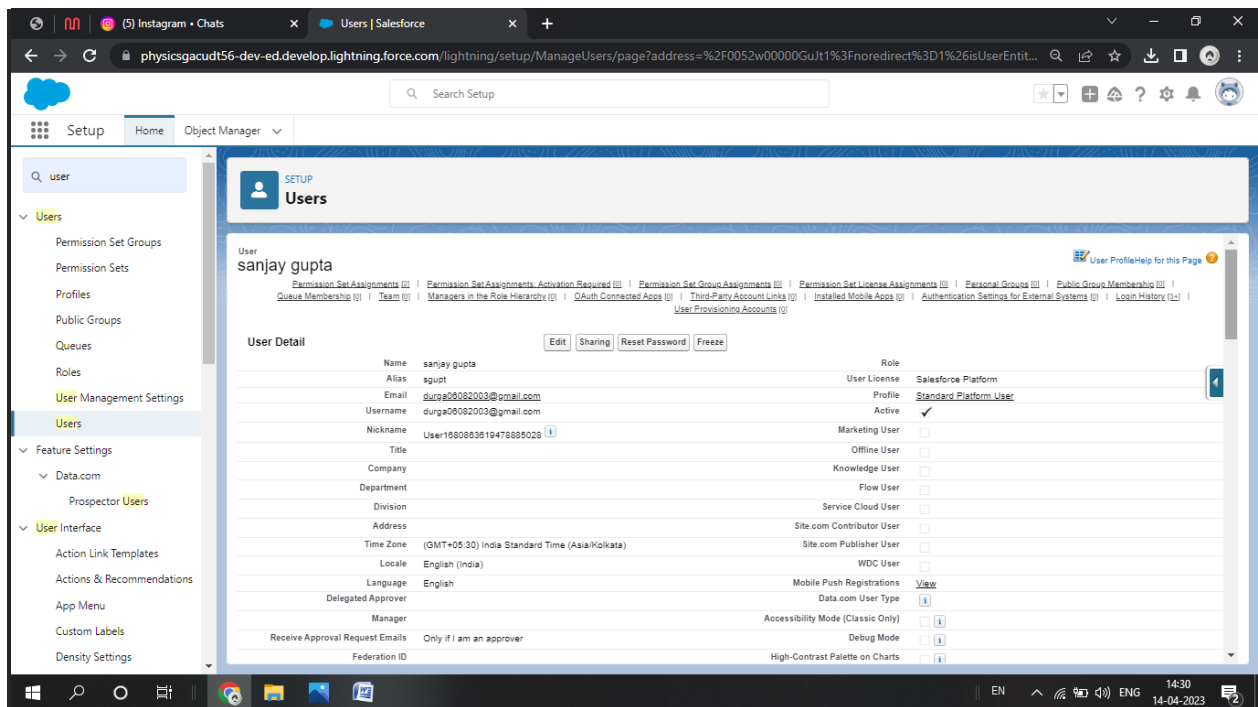 (5) Instagram • Chats
Users | Salesforce
physicsgacudt56-dev-ed.develop.lightning.force.com/lightning/setup/ManageUsers/page?address=%2F0052w00000GuJt1%3Fnoredirect%3D1%26isUserEntit...
Search Setup
Setup Home Object Manager
user
Users
Permission Set Groups
Permission Sets
Profiles
Public Groups
Queues
Roles
User Management Settings
Users
Feature Settings
Data.com
Prospector Users
User Interface
Action Link Templates
Actions & Recommendations
App Menu
Custom Labels
Density Settings
SETUP
Users
User
sanjay gupta
User Profile Help for this Page
Permission Set Assignments [2] | Permission Set Assignments: Activation Required [0] | Permission Set Group Assignments [0] | Permission Set License Assignments [0] | Personal Groups [0] | Public Group Membership [0] |
Queue Membership [0] | Team [0] | Managers in the Role Hierarchy [0] | OAuth Connected Apps [0] | Third-Party Account Links [0] | Installed Mobile Apps [0] | Authentication Settings for External Systems [0] | Login History [3+] |
User Provisioning Accounts [0]
User Detail Edit Sharing Reset Password Freeze
Name sanjay gupta Role
Alias sgupt User License Salesforce Platform
Email durga06082003@gmail.com Profile Standard Platform User
Username durga06082003@gmail.com Active
Nickname User1680863619478885028 i Marketing User
Title Offline User
Company Knowledge User
Department Flow User
Division Service Cloud User
Address Site.com Contributor User
Time Zone (GMT+05:30) India Standard Time (Asia/Kolkata) Site.com Publisher User
Locale English (India) WDC User
Language English Mobile Push Registrations View
Delegated Approver Data.com User Type i
Manager Accessibility Mode (Classic Only) i
Receive Approval Request Emails Only if I am an approver Debug Mode i
Federation ID High-Contrast Palette on Charts i
EN ENG 14:30
14-04-2023
2